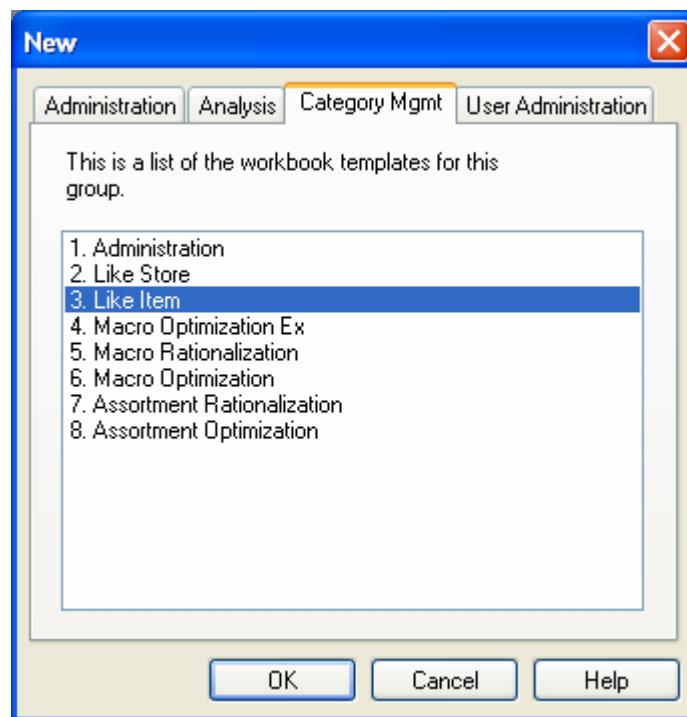 New
Administration
Analysis
Category Mgmt
User Administration
This is a list of the workbook templates for this
group.
1. Administration
2. Like Store
3. Like Item
4. Macro Optimization Ex
5. Macro Rationalization
6. Macro Optimization
7. Assortment Rationalization
8. Assortment Optimization
OK
Cancel
Help